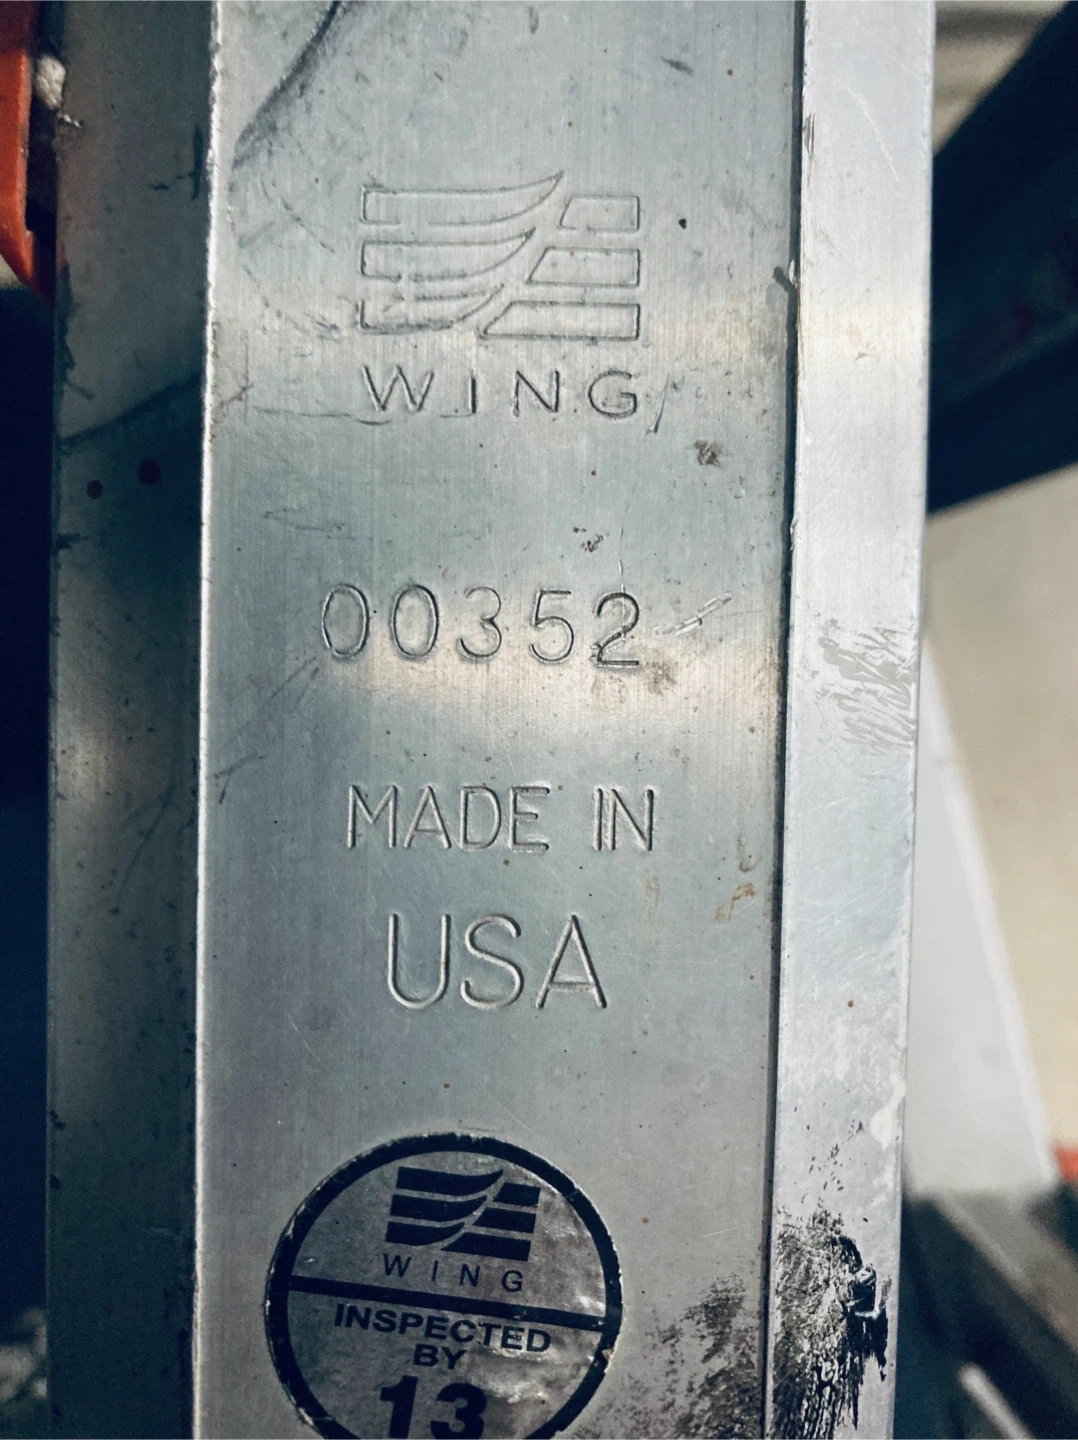 WING
00352
MADE IN
USA
WING
INSPECTED
BY
13